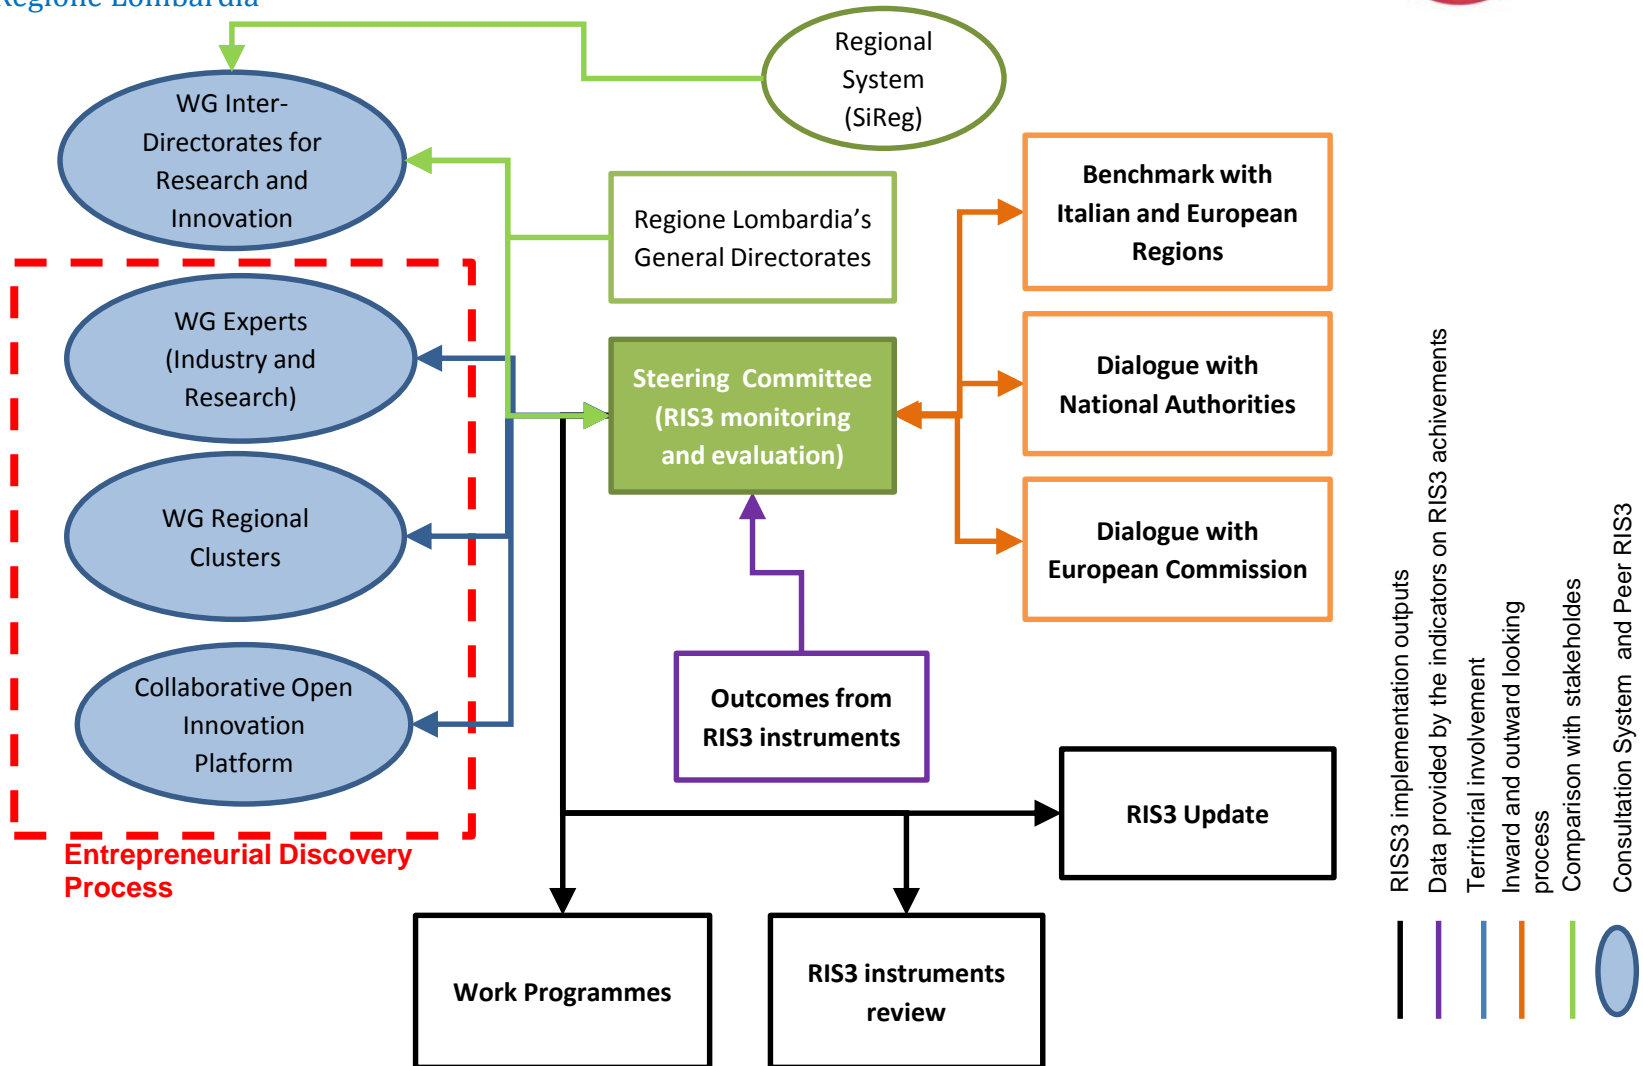 Regione Lombardia
Regional
System
(SiReg)
WG Inter-
Directorates for
Research and
Innovation
Regione Lombardia's
General Directorates
Benchmark with
Italian and European
Regions
WG Experts
(Industry and
Research)
Steering Committee
(RIS3 monitoring
and evaluation)
Dialogue with
National Authorities
WG Regional
Clusters
Dialogue with
European Commission
Collaborative Open
Innovation
Platform
Outcomes from
RIS3 instruments
RIS3 Update
Entrepreneurial Discovery
Process
Work Programmes
RIS3 instruments
review
RISS3 implementation outputs
Data provided by the indicators on RIS3 achievements
Territorial involvement
Inward and outward looking
process
Comparison with stakeholdes
Consultation System and Peer RIS3